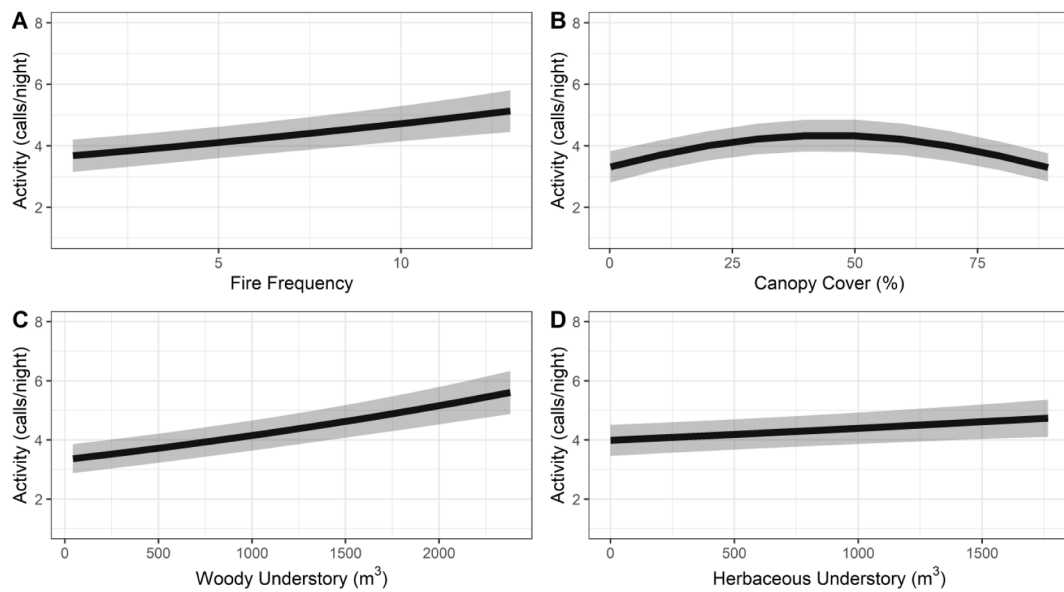 A
Activity (calls/night)
8
6
4
2
5
10
Fire Frequency
B
Activity (calls/night)
8
6
4
2
0
25
50
75
Canopy Cover (%)
C
Activity (calls/night)
8
6
4
2
0
500
1000
1500
2000
Woody Understory (m³)
D
Activity (calls/night)
8
6
4
2
0
500
1000
1500
Herbaceous Understory (m³)